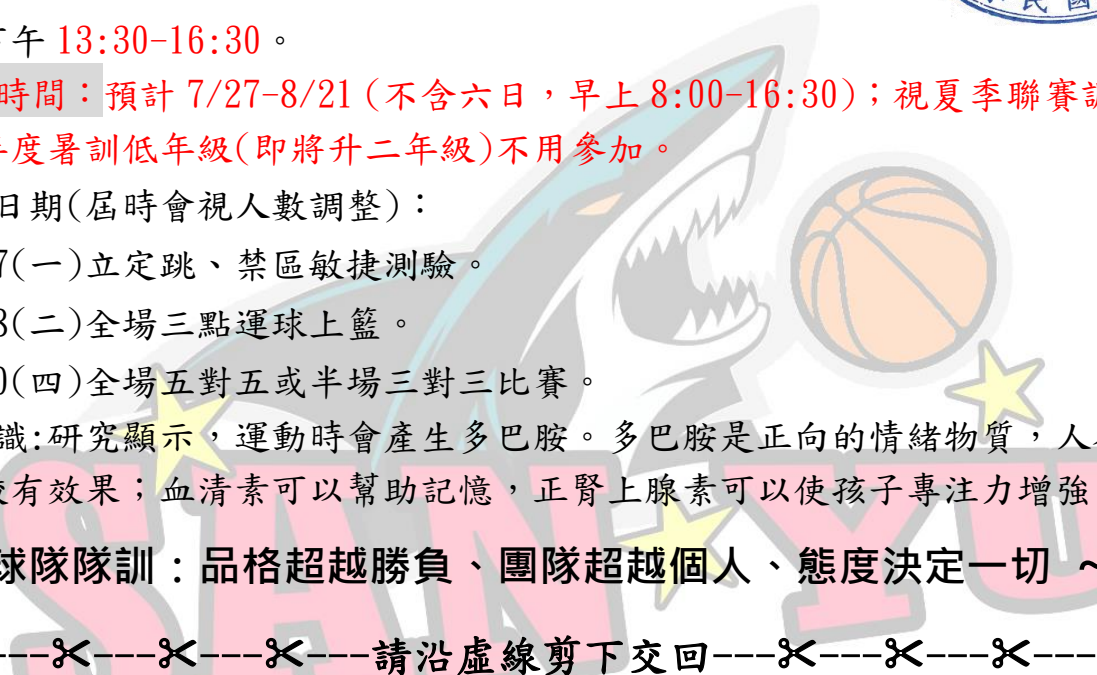 午 13:30-16:30。
時間：預計 7/27-8/21 (不含六日，早上 8:00-16:30)；視夏季聯賽
度暑訓低年級(即將升二年級)不用參加。
日期(屆時會視人數調整)：
7(一)立定跳、禁區敏捷測驗。
(二)全場三點運球上籃。
(四)全場五對五或半場三對三比賽。
識:研究顯示，運動時會產生多巴胺。多巴胺是正向的情緒物質，人
有效果；血清素可以幫助記憶，正腎上腺素可以使孩子專注力增強
球隊隊訓：品格超越勝負、團隊超越個人、態度決定一切 ~
---✂---✂---✂---請沿虛線剪下交回---✂---✂---✂---
SAN YU
民 國